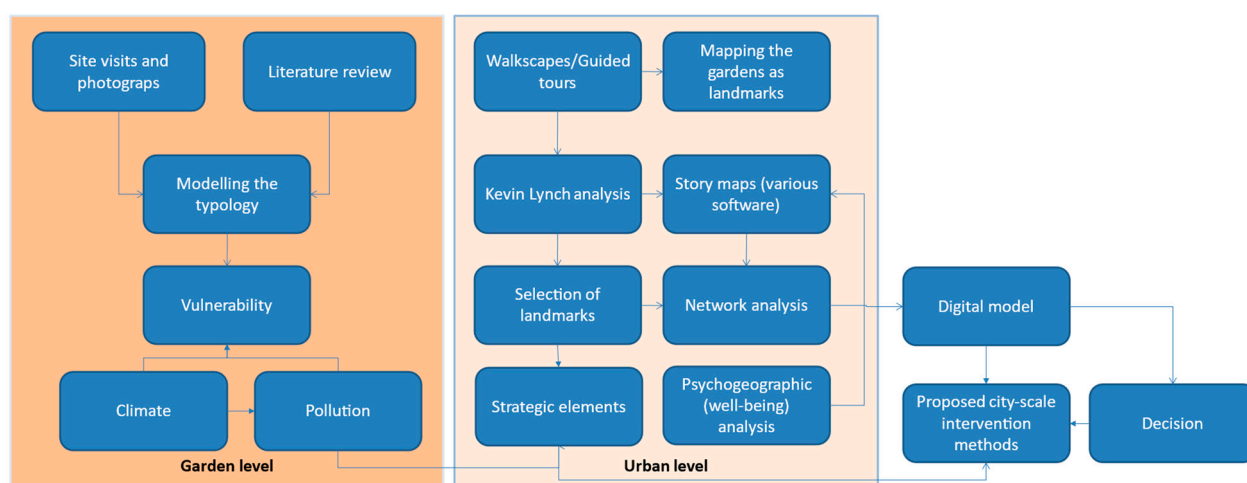 Site visits and
photograps
Literature review
Modelling the
typology
Vulnerability
Climate
Pollution
Garden level
Walkscapes/Guided
tours
Mapping the
gardens as
landmarks
Kevin Lynch analysis
Story maps (various
software)
Selection of
landmarks
Network analysis
Strategic elements
Psychogeographic
(well-being)
analysis
Urban level
Digital model
Proposed city-scale
intervention
methods
Decision